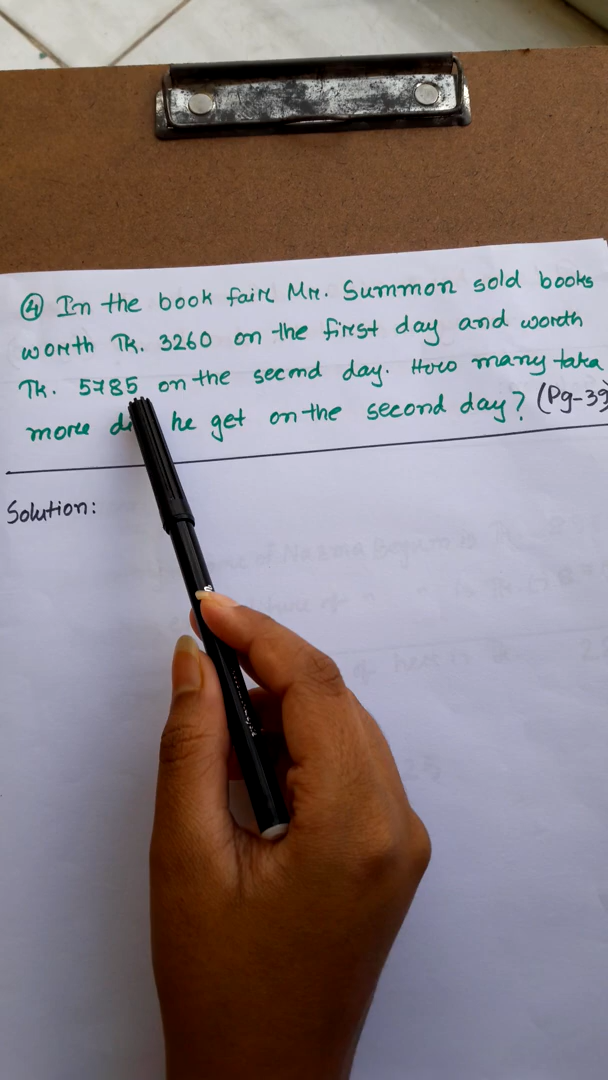 ④ In the book fair Mr. Summon sold books
worth Tk. 3260 on the first day and worth
Tk. 5785 on the second day. How many taka
more he get on the second day? (Pg-39)
Solution: